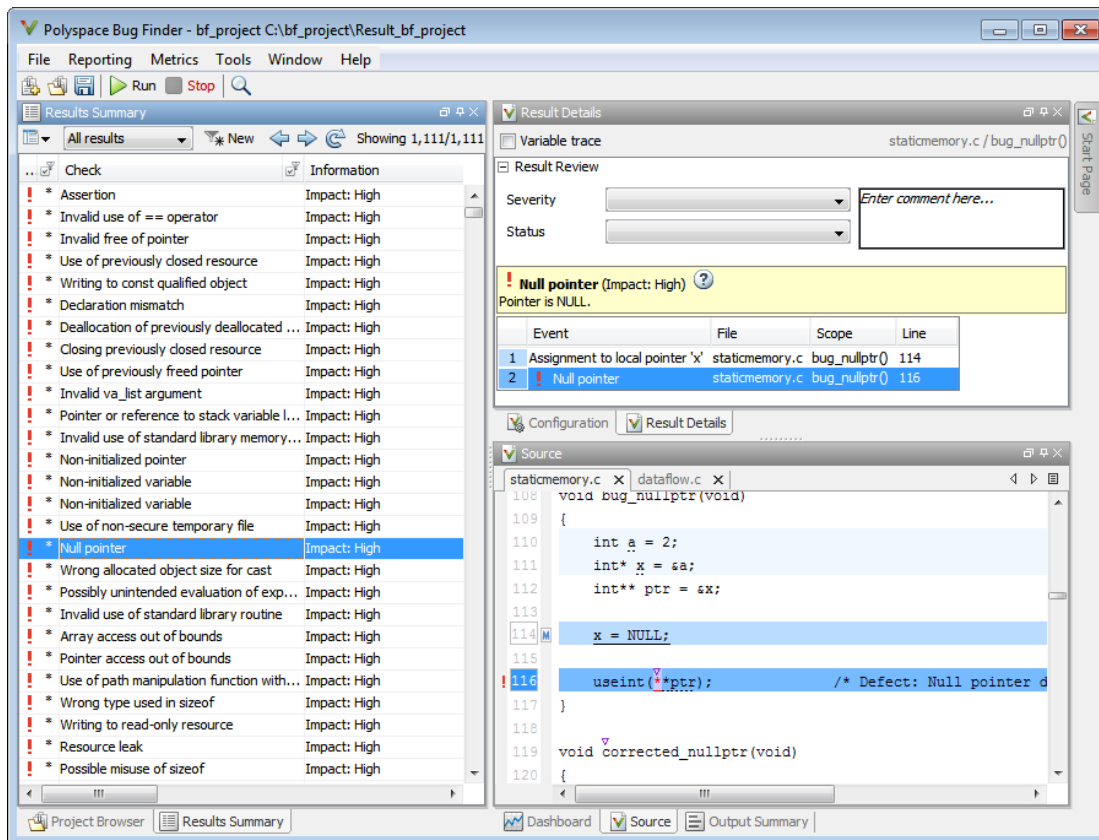 Polyspace Bug Finder - bf_project C:\bf_project\Result_bf_project
File Reporting Metrics Tools Window Help
Run Stop
Results Summary
All results New Showing 1,111/1,111
.. Check Information
! * Assertion Impact: High
! * Invalid use of == operator Impact: High
! * Invalid free of pointer Impact: High
! * Use of previously closed resource Impact: High
! * Writing to const qualified object Impact: High
! * Declaration mismatch Impact: High
! * Deallocation of previously deallocated ... Impact: High
! * Closing previously closed resource Impact: High
! * Use of previously freed pointer Impact: High
! * Invalid va_list argument Impact: High
! * Pointer or reference to stack variable l... Impact: High
! * Invalid use of standard library memory... Impact: High
! * Non-initialized pointer Impact: High
! * Non-initialized variable Impact: High
! * Non-initialized variable Impact: High
! * Use of non-secure temporary file Impact: High
! * Null pointer Impact: High
! * Wrong allocated object size for cast Impact: High
! * Possibly unintended evaluation of exp... Impact: High
! * Invalid use of standard library routine Impact: High
! * Array access out of bounds Impact: High
! * Pointer access out of bounds Impact: High
! * Use of path manipulation function with... Impact: High
! * Wrong type used in sizeof Impact: High
! * Writing to read-only resource Impact: High
! * Resource leak Impact: High
! * Possible misuse of sizeof Impact: High
Project Browser Results Summary
Result Details
Variable trace staticmemory.c / bug_nullptr()
Result Review
Severity Enter comment here...
Status
! Null pointer (Impact: High) ?
Pointer is NULL.
Event File Scope Line
1 Assignment to local pointer 'x' staticmemory.c bug_nullptr() 114
2 ! Null pointer staticmemory.c bug_nullptr() 116
Configuration Result Details
Source
staticmemory.c dataflow.c
108 void bug_nullptr(void)
109 {
110 int a = 2;
111 int* x = &a;
112 int** ptr = &x;
113
114 M x = NULL;
115
! 116 useint(**ptr); /* Defect: Null pointer d
117 }
118
119 void corrected_nullptr(void)
120 {
Dashboard Source Output Summary
Start Page